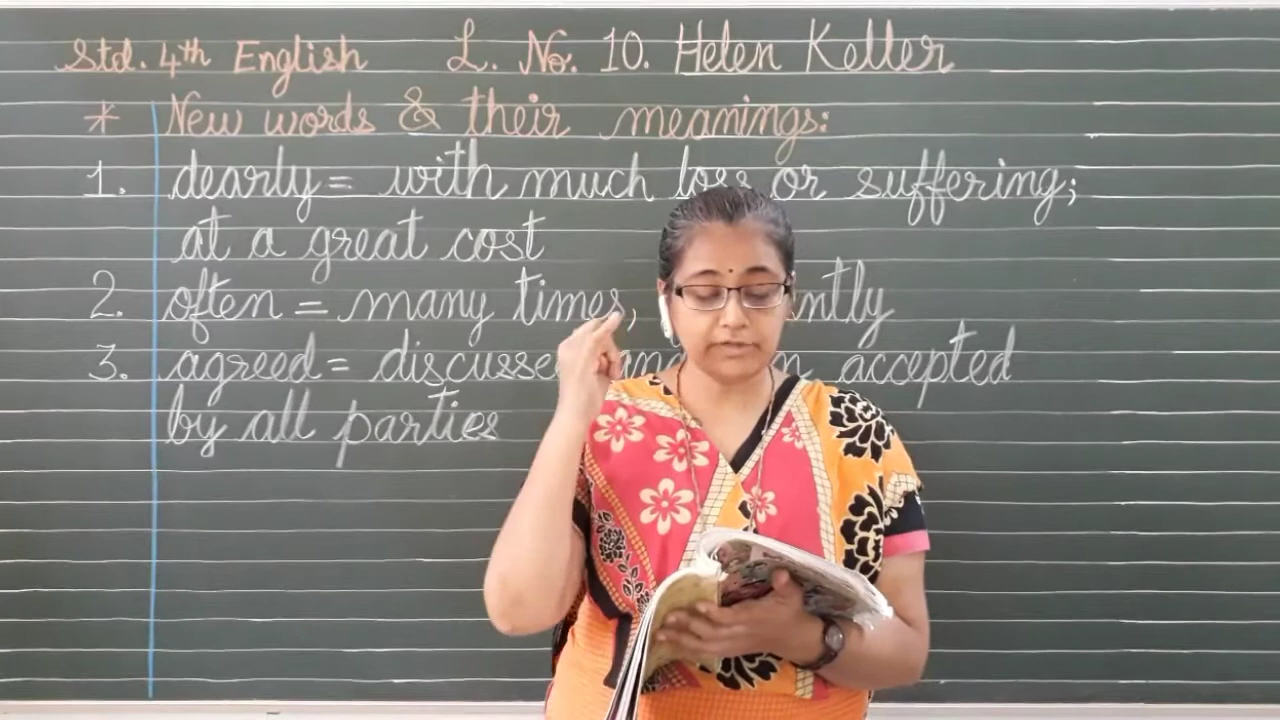 Std. 4th English L. No. 10. Helen Keller
* New words & their meanings:
1. dearly = with much loss or suffering;
at a great cost
2. often = many times,
3. agreed = discussed accepted
by all parties